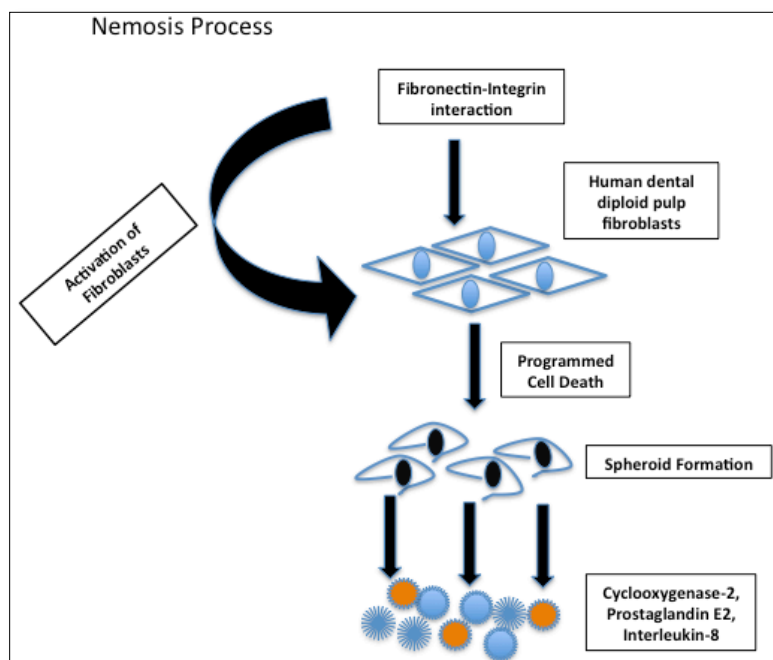 Nemosis Process
Fibronectin-Integrin
interaction
Human dental
diploid pulp
fibroblasts
Activation of
Fibroblasts
Programmed
Cell Death
Spheroid Formation
Cyclooxygenase-2,
Prostaglandin E2,
Interleukin-8